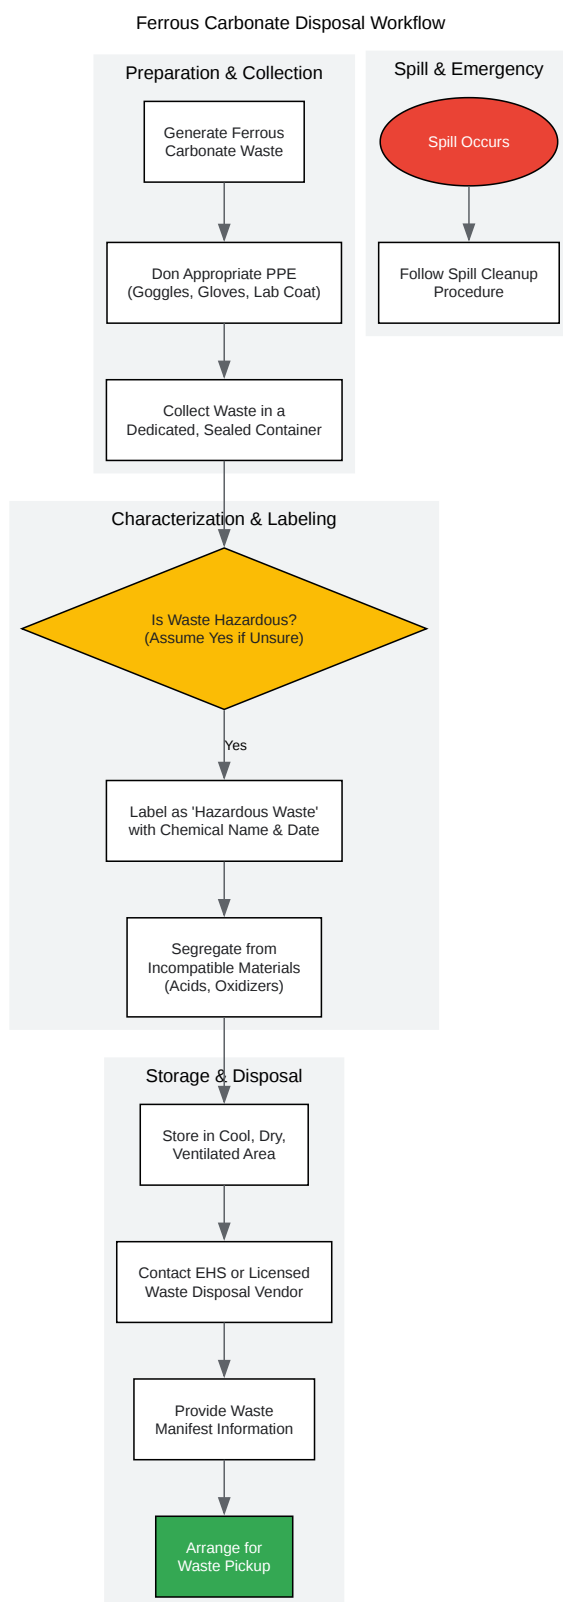 Ferrous Carbonate Disposal Workflow
Preparation & Collection
Generate Ferrous
Carbonate Waste
Don Appropriate PPE
(Goggles, Gloves, Lab Coat)
Collect Waste in a
Dedicated, Sealed Container
Spill & Emergency
Spill Occurs
Follow Spill Cleanup
Procedure
Characterization & Labeling
Is Waste Hazardous?
(Assume Yes if Unsure)
Yes
Label as 'Hazardous Waste'
with Chemical Name & Date
Segregate from
Incompatible Materials
(Acids, Oxidizers)
Storage & Disposal
Store in Cool, Dry,
Ventilated Area
Contact EHS or Licensed
Waste Disposal Vendor
Provide Waste
Manifest Information
Arrange for
Waste Pickup